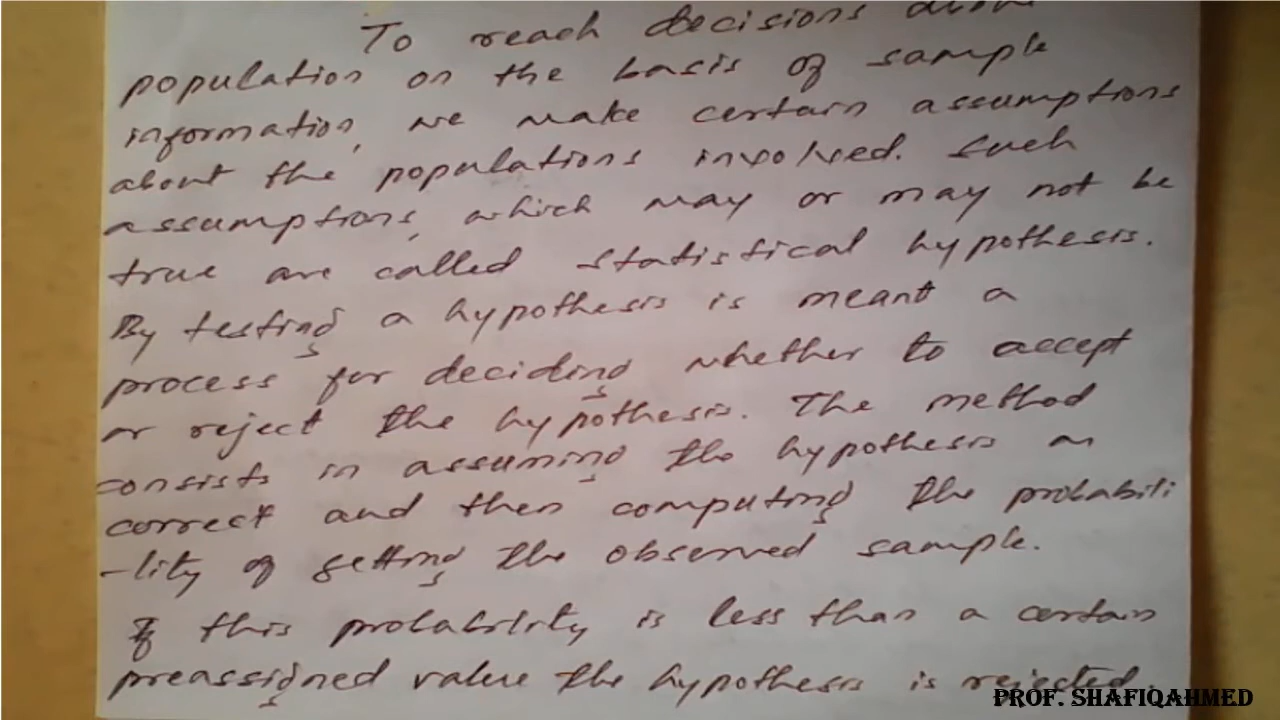 To reach decisions about
population on the basis of sample
information, we make certain assumptions
about the populations involved. Such
assumptions, which may or may not be
true are called statistical hypothesis.
By testing a hypothesis is meant a
process for deciding whether to accept
or reject the hypothesis. The method
consists in assuming the hypothesis as
correct and then computing the probabili
-lity of getting the observed sample.
If this probability is less than a certain
preassigned value the hypothesis is rejected.
PROF. SHAFIQAHMED